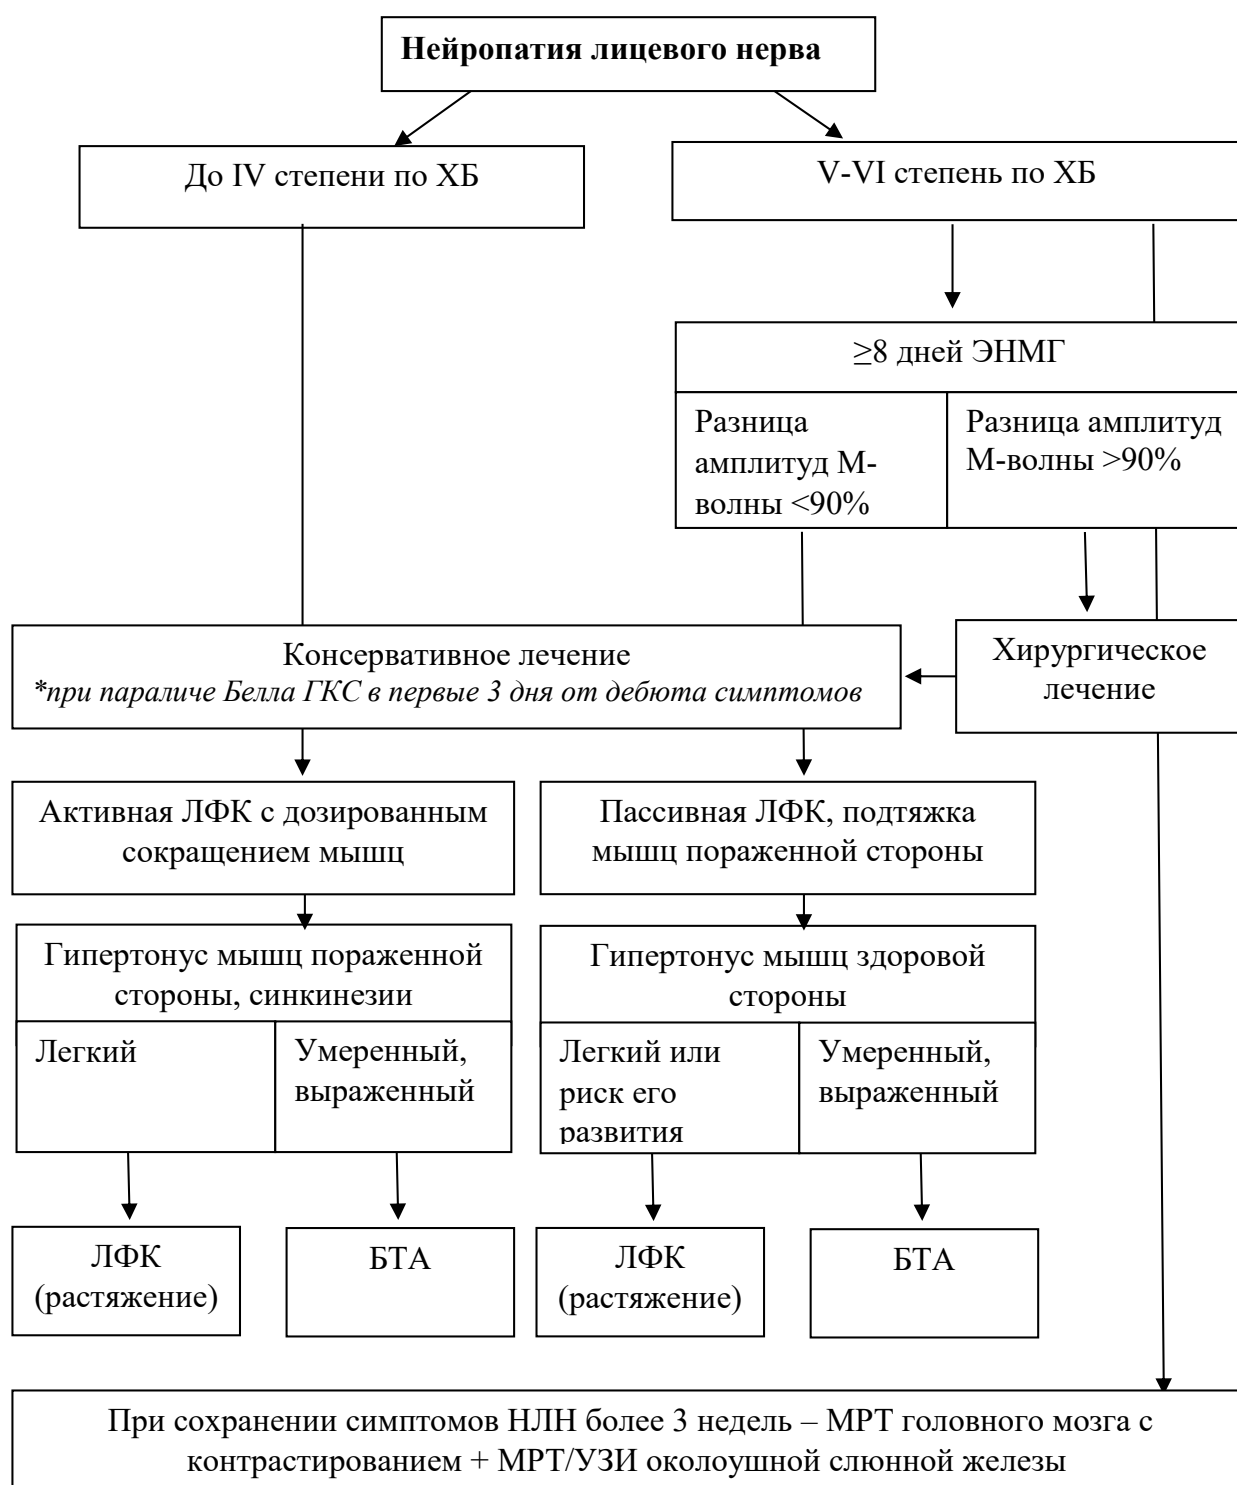 Нейропатия лицевого нерва
До IV степени по ХБ
V-VI степень по ХБ
≥8 дней ЭНМГ
Разница
амплитуд М-
волны <90%
Разница амплитуд
М-волны >90%
Консервативное лечение
*при параличе Белла ГКС в первые 3 дня от дебюта симптомов
Хирургическое
лечение
Активная ЛФК с дозированным
сокращением мышц
Пассивная ЛФК, подтяжка
мышц пораженной стороны
Гипертонус мышц пораженной
стороны, синкинезии
Легкий
Умеренный,
выраженный
Гипертонус мышц здоровой
стороны
Легкий или
риск его
развития
Умеренный,
выраженный
ЛФК
(растяжение)
БТА
ЛФК
(растяжение)
БТА
При сохранении симптомов НЛН более 3 недель – МРТ головного мозга с
контрастированием + МРТ/УЗИ околоушной слюнной железы